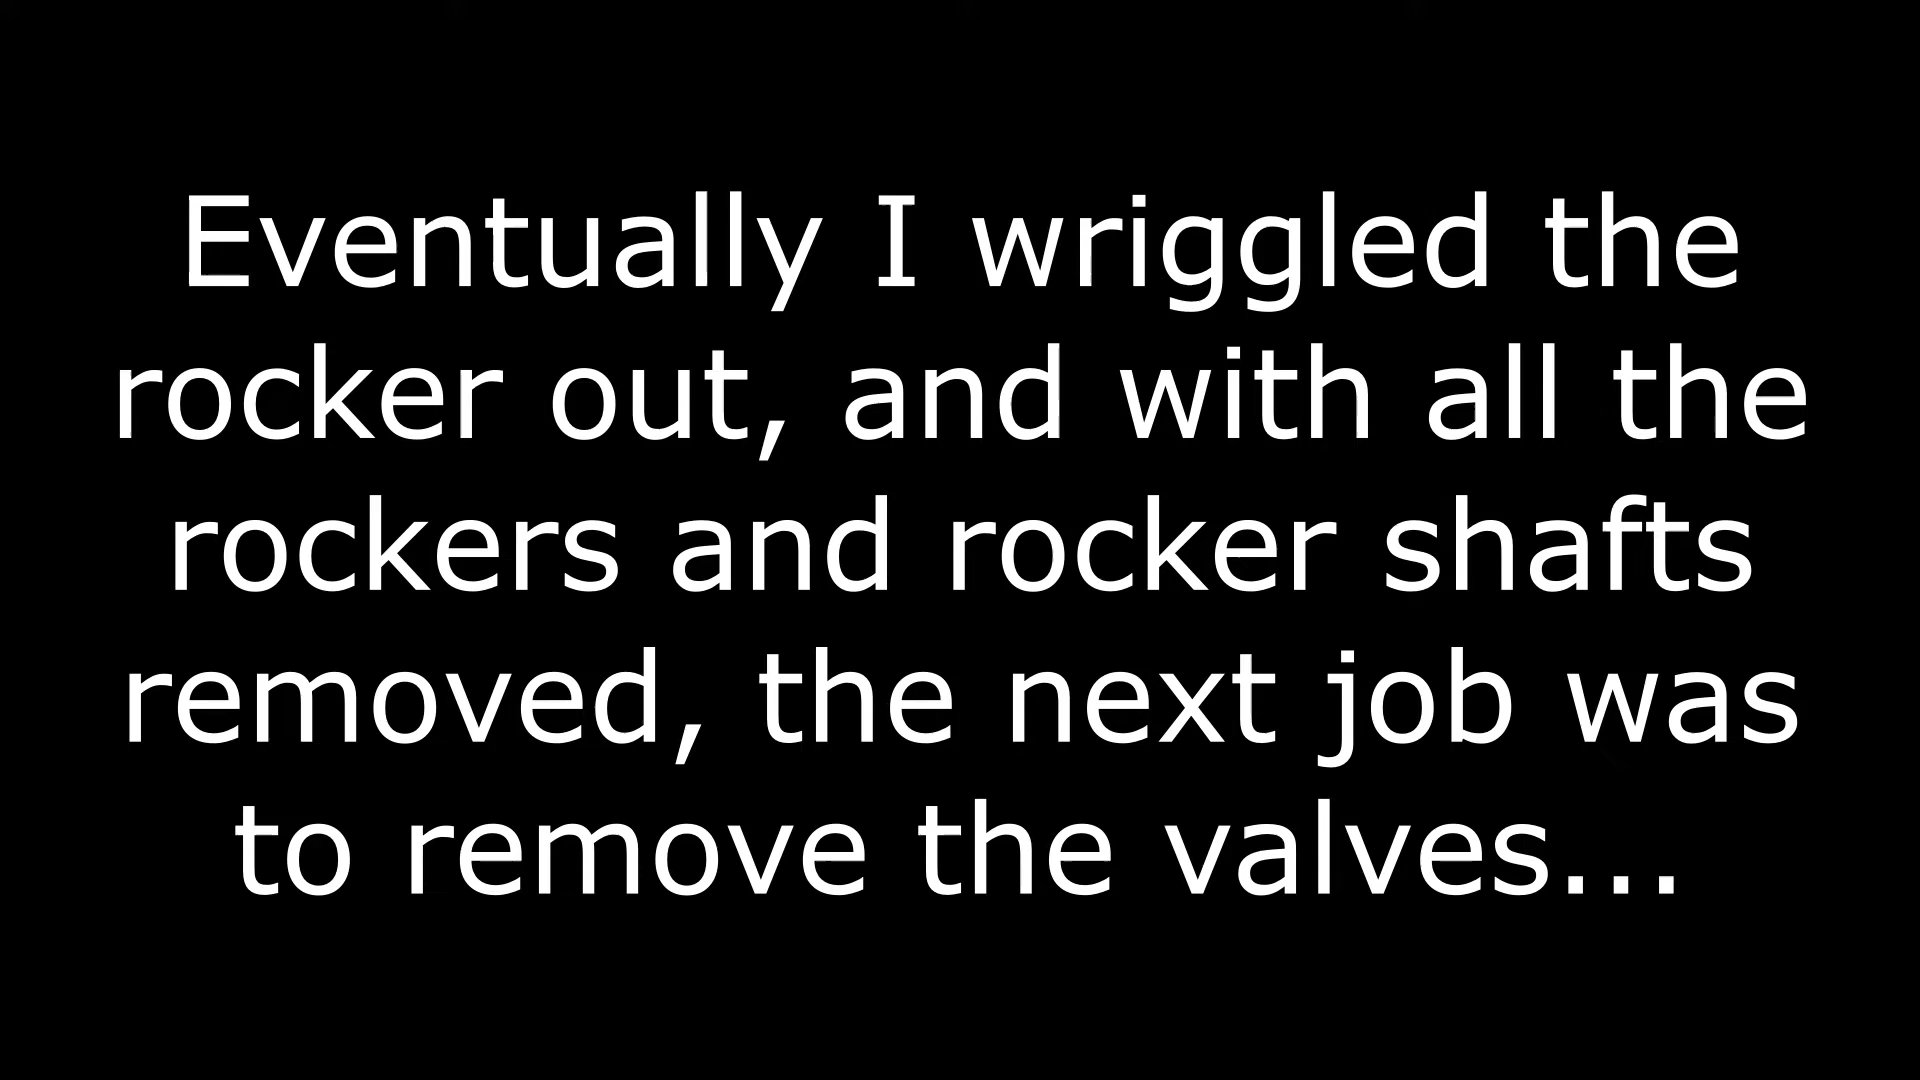 Eventually I wriggled the
rocker out, and with all the
rockers and rocker shafts
removed, the next job was
to remove the valves...